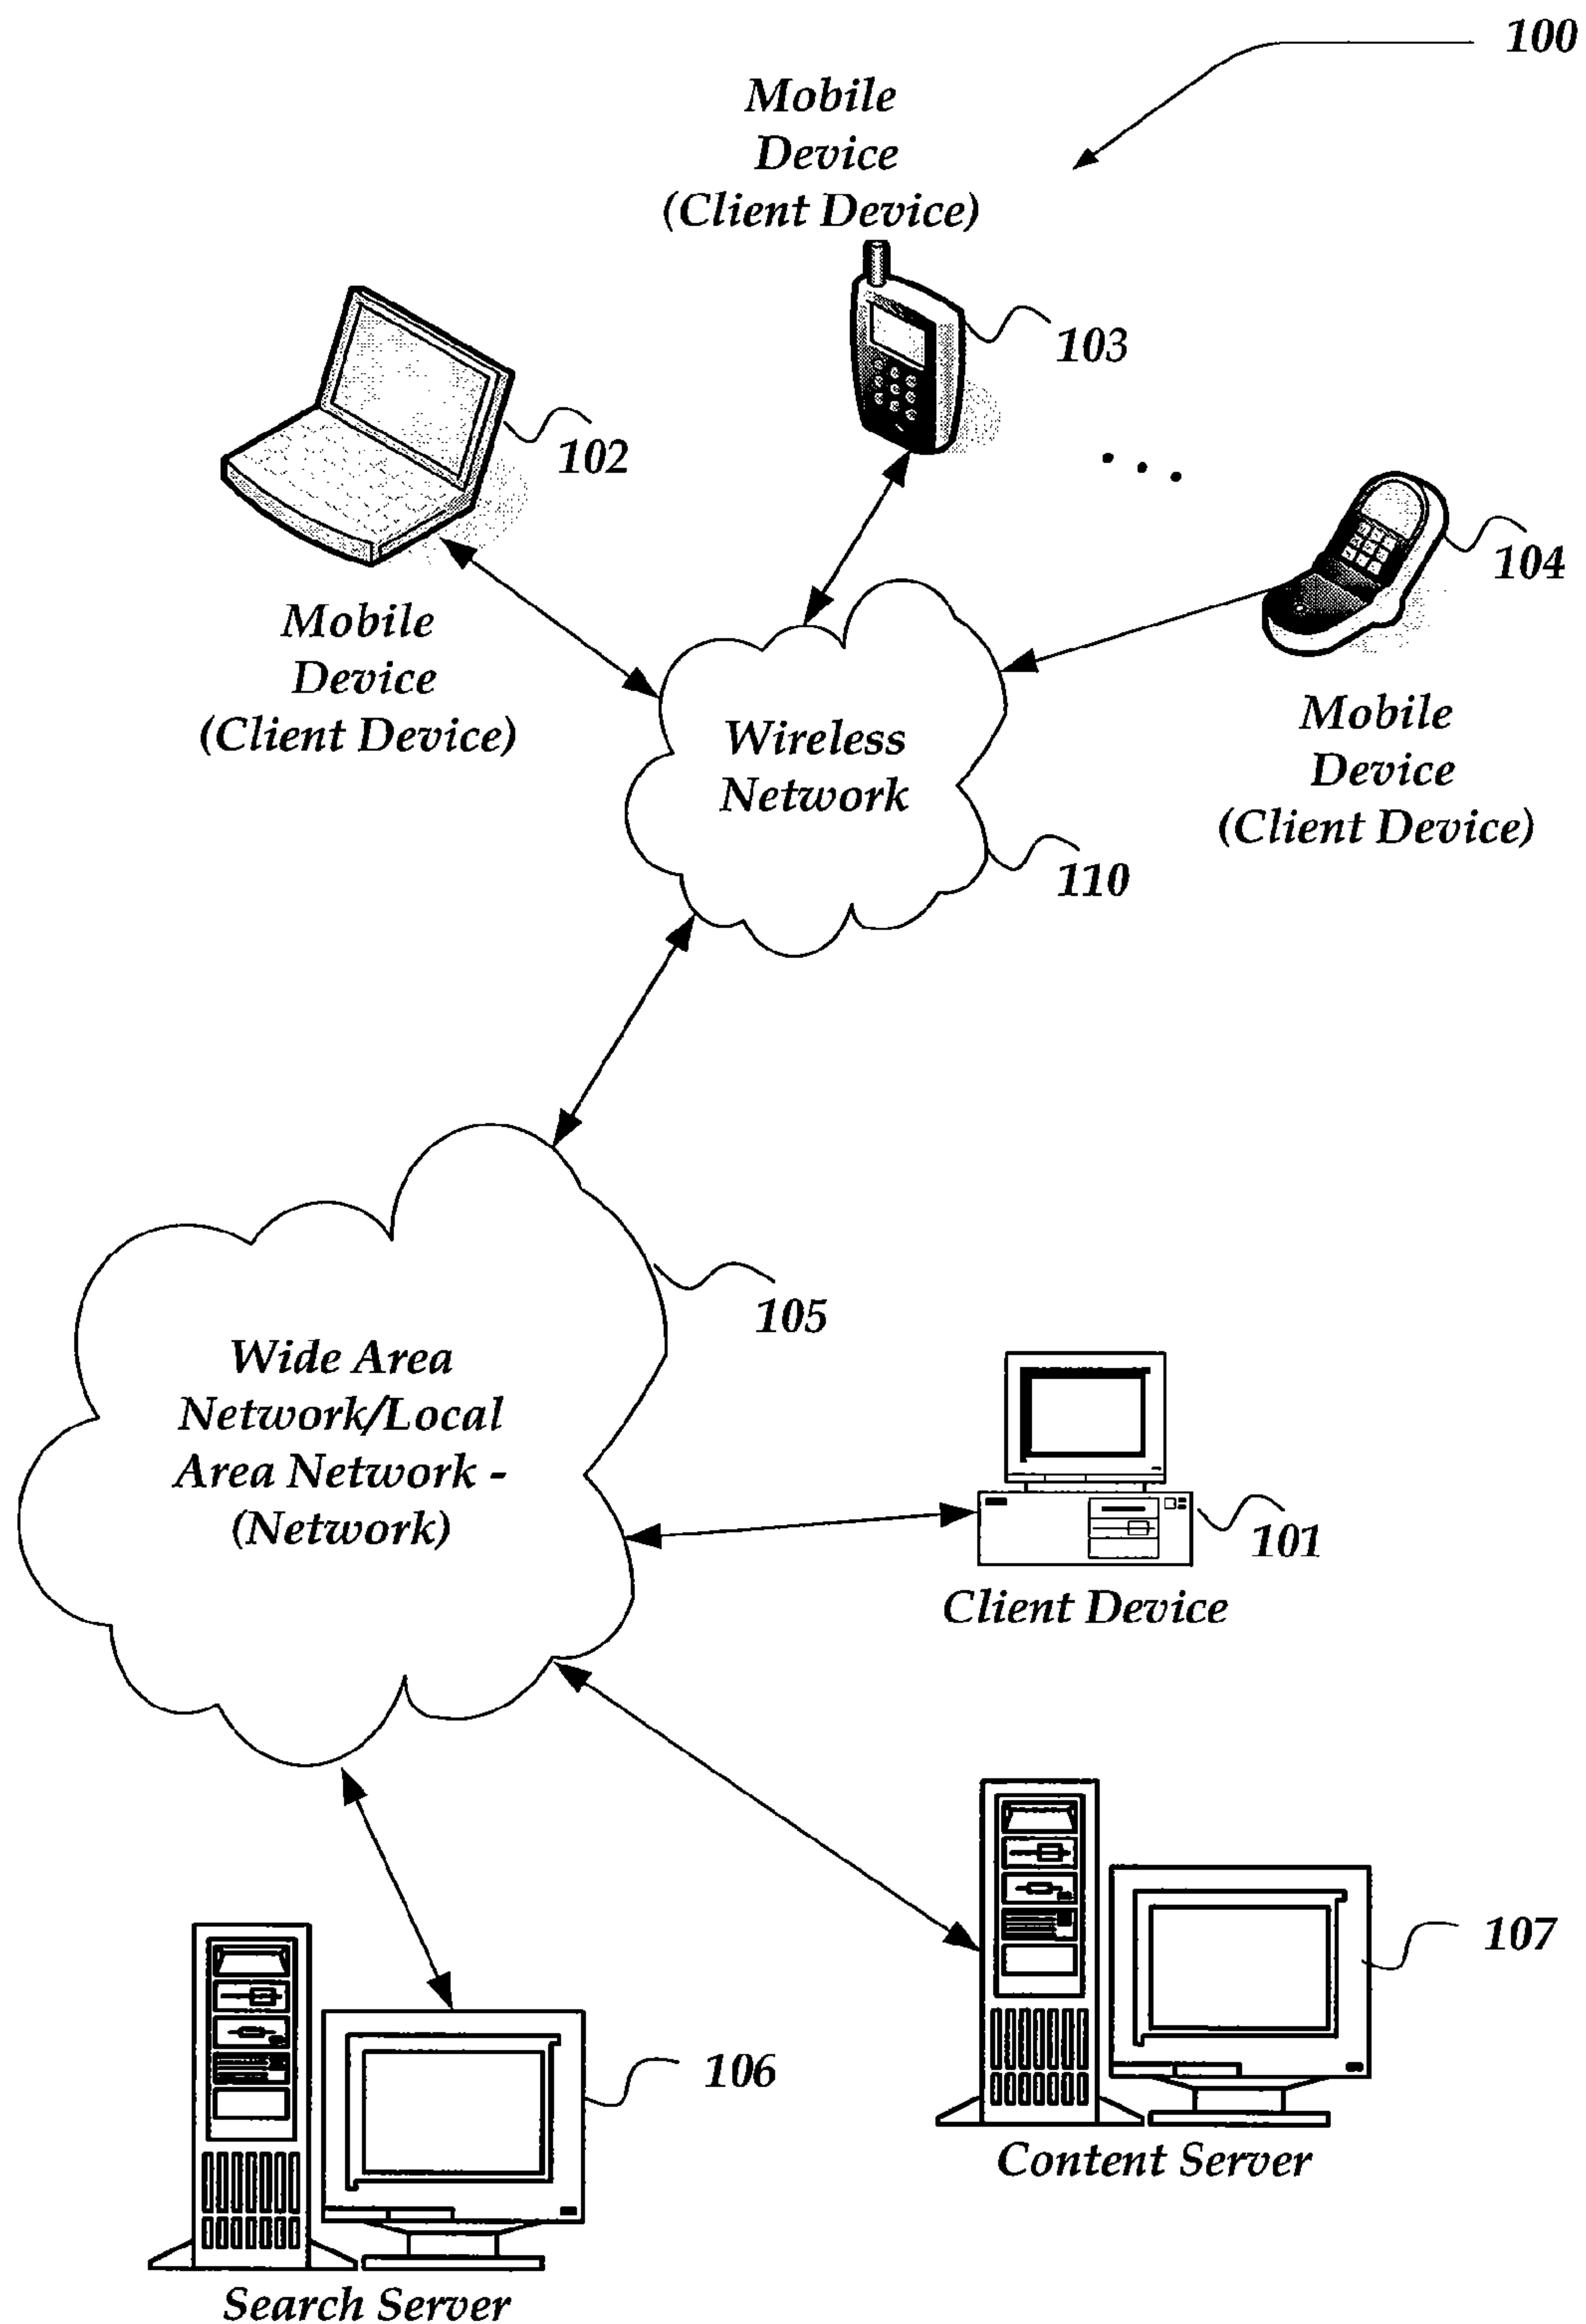 100
Mobile
Device
(Client Device)
103
102
104
Mobile
Device
(Client Device)
Mobile
Device
(Client Device)
Wireless
Network
110
105
Wide Area
Network/Local
Area Network -
(Network)
101
Client Device
107
Content Server
106
Search Server